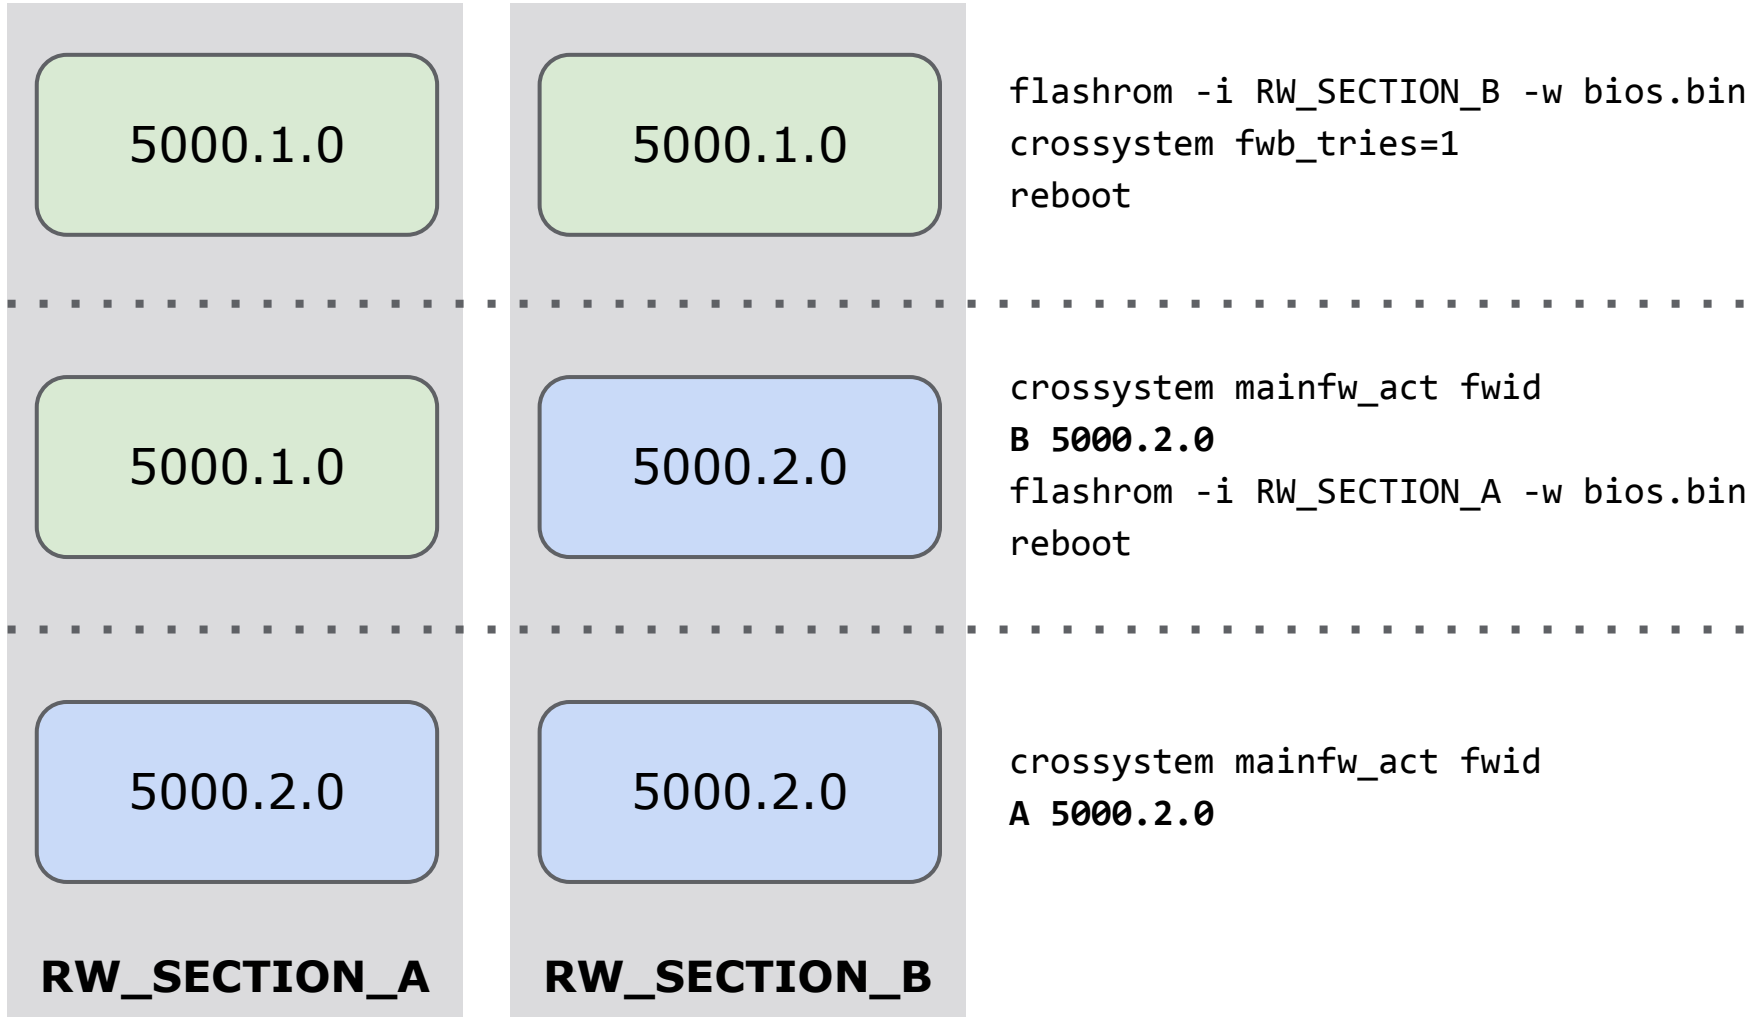 5000.1.0
5000.1.0
flashrom -i RW_SECTION_B -w bios.bin
crossystem fwb_tries=1
reboot
5000.1.0
5000.2.0
crossystem mainfw_act fwid
B 5000.2.0
flashrom -i RW_SECTION_A -w bios.bin
reboot
5000.2.0
5000.2.0
crossystem mainfw_act fwid
A 5000.2.0
RW_SECTION_A
RW_SECTION_B